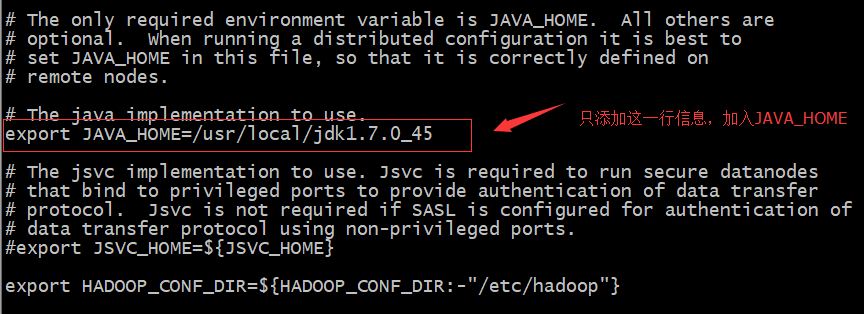 # The only required environment variable is JAVA_HOME.  All others are
# optional.  When running a distributed configuration it is best to
# set JAVA_HOME in this file, so that it is correctly defined on
# remote nodes.
# The java implementation to use.
export JAVA_HOME=/usr/local/jdk1.7.0_45
只添加这一行信息，加入JAVA_HOME
# The jsvc implementation to use. Jsvc is required to run secure datanodes
# that bind to privileged ports to provide authentication of data transfer
# protocol.  Jsvc is not required if SASL is configured for authentication of
# data transfer protocol using non-privileged ports.
#export JSVC_HOME=${JSVC_HOME}
export HADOOP_CONF_DIR=${HADOOP_CONF_DIR:-"/etc/hadoop"}